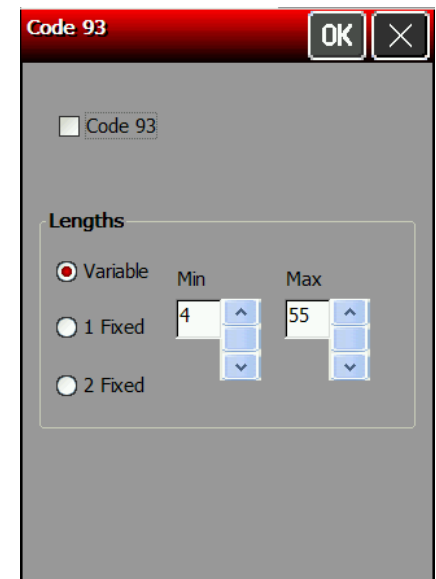 Code 93
OK
Code 93
Lengths
Variable
Min
Max
4
55
1 Fixed
2 Fixed